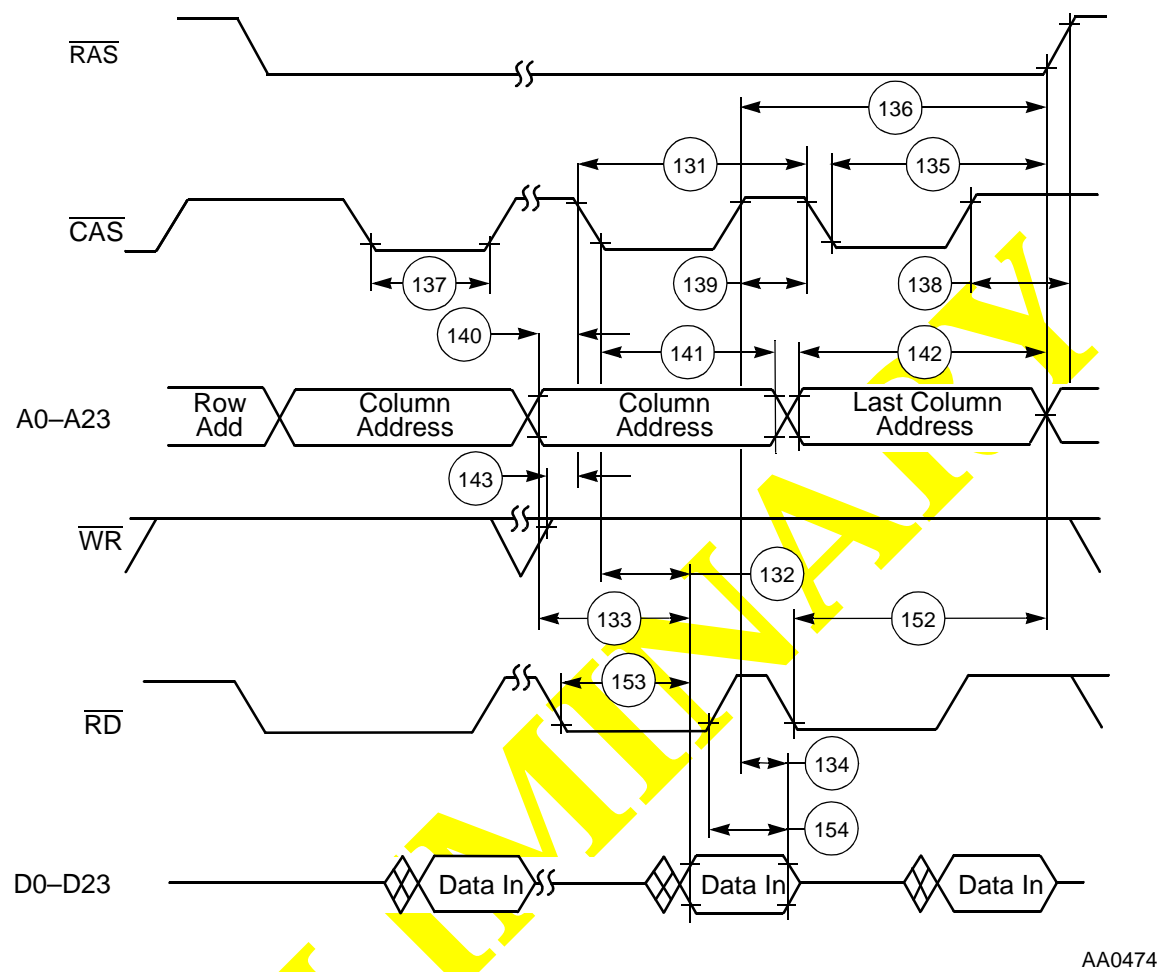 RAS
136
131
135
CAS
137
139
138
140
141
142
A0–A23
Row Add
Column Address
Column Address
Last Column Address
143
WR
132
133
152
153
RD
134
154
D0–D23
Data In
Data In
Data In
AA0474